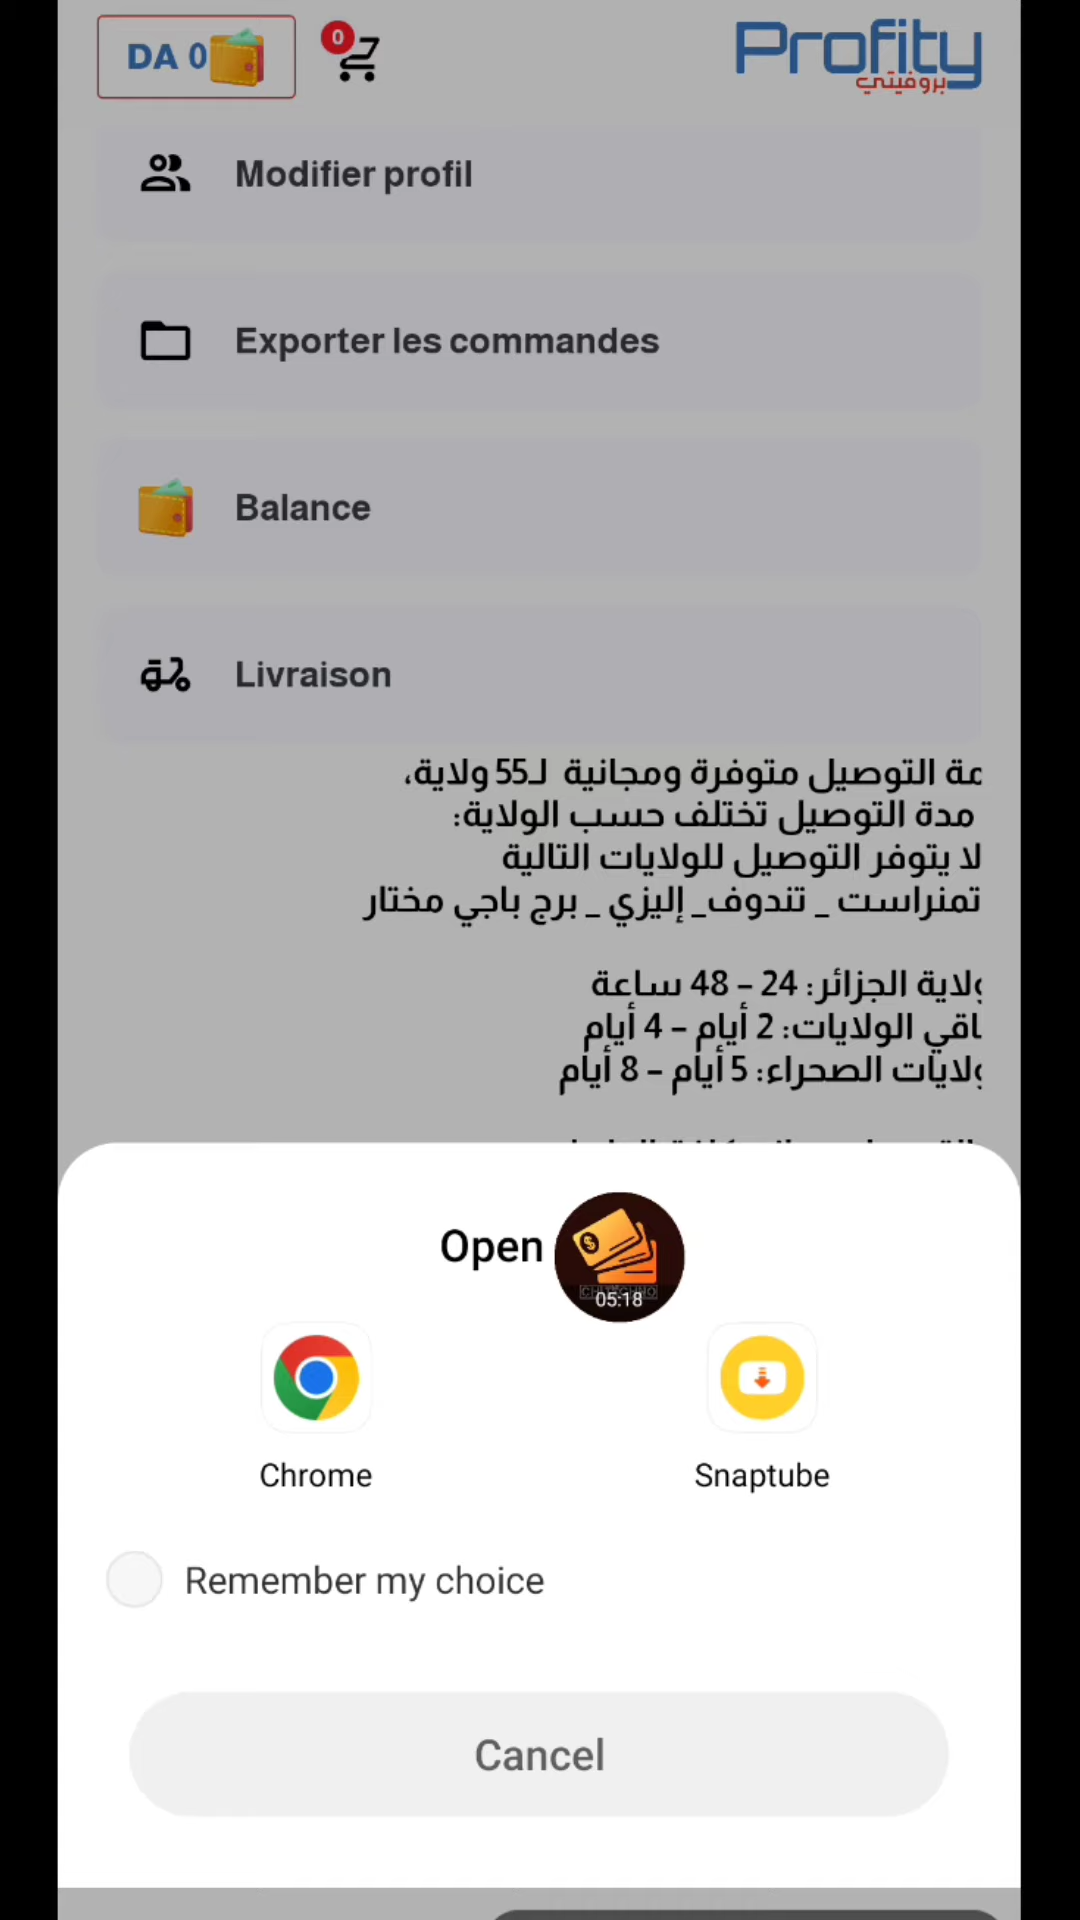 DA 0
0
Profity
بروفيتي
Modifier profil
Exporter les commandes
Balance
Livraison
التوصيل متوفرة ومجانية لـ55 ولاية،
مدة التوصيل تختلف حسب الولاية:
لا يتوفر التوصيل للولايات التالية
تمنراست _ تندوف_ إليزي _ برج باجي مختار
ولاية الجزائر: 24 – 48 ساعة
باقي الولايات: 2 أيام – 4 أيام
ولايات الصحراء: 5 أيام – 8 أيام
Open
05:18
Chrome
Snaptube
Remember my choice
Cancel